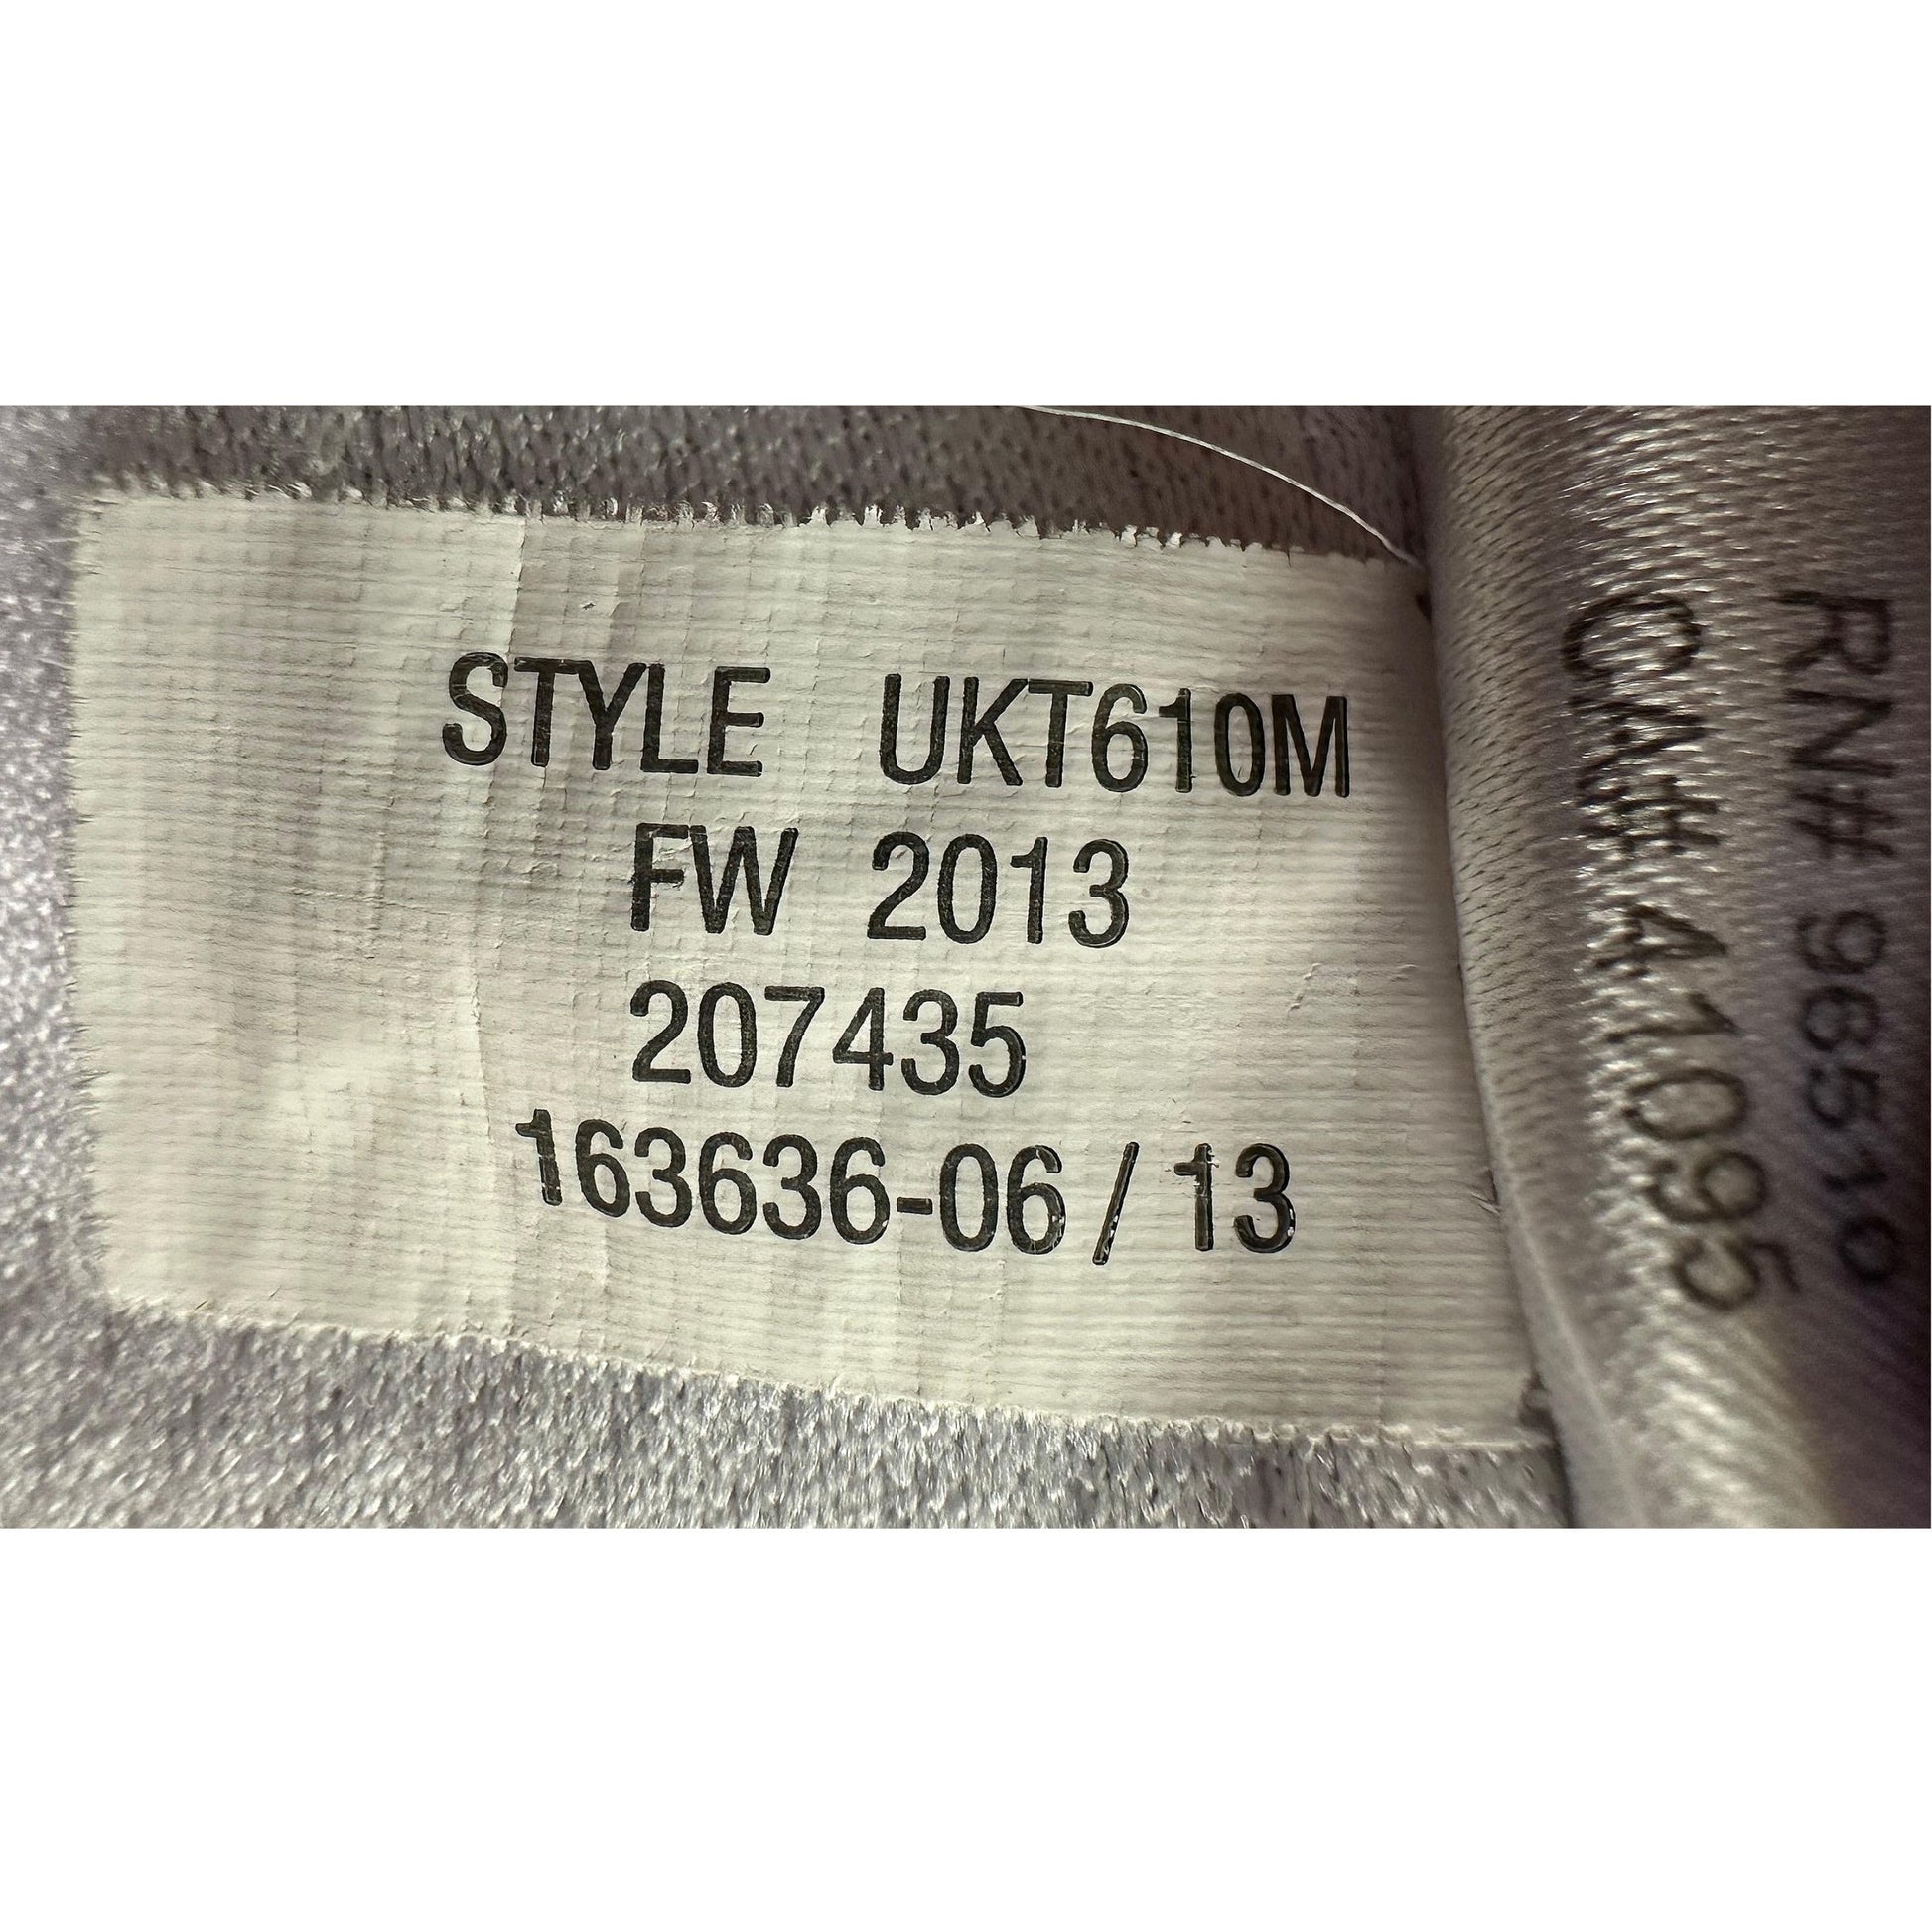 STYLE UKT610M
FW 2013
207435
163636-06 / 13
RN# 96510
CA# 41095